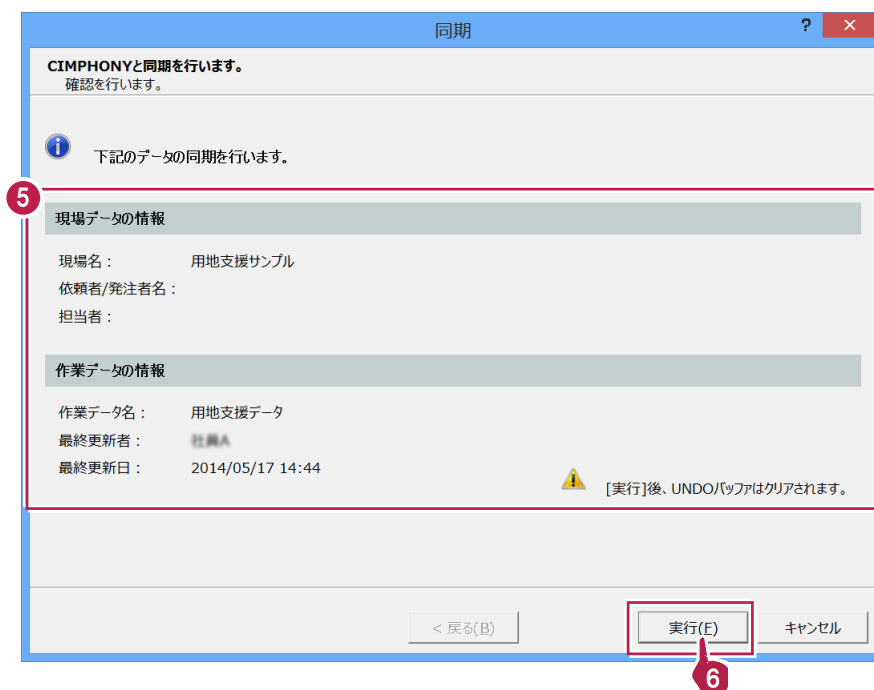 同期
?
CIMPHONYと同期を行います。
確認を行います。
下記のデータの同期を行います。
5
現場データの情報
現場名： 用地支援サンプル
依頼者/発注者名：
担当者：
作業データの情報
作業データ名： 用地支援データ
最終更新者： 社員A
最終更新日： 2014/05/17 14:44
[実行]後、UNDOバッファはクリアされます。
< 戻る(B) 実行(F) キャンセル
6